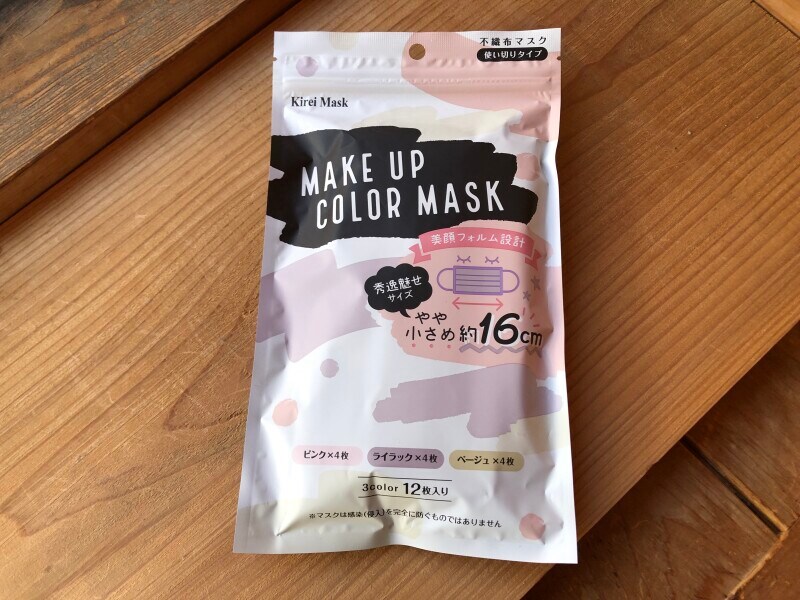 不織布マスク
使い切りタイプ
Kirei Mask
MAKE UP
COLOR MASK
美顔フォルム設計
秀逸魅せ
サイズ
やや
小さめ約16cm
ピンク×4枚 ライラック×4枚 ベージュ×4枚
3color 12枚入り
※マスクは感染(侵入)を完全に防ぐものではありません